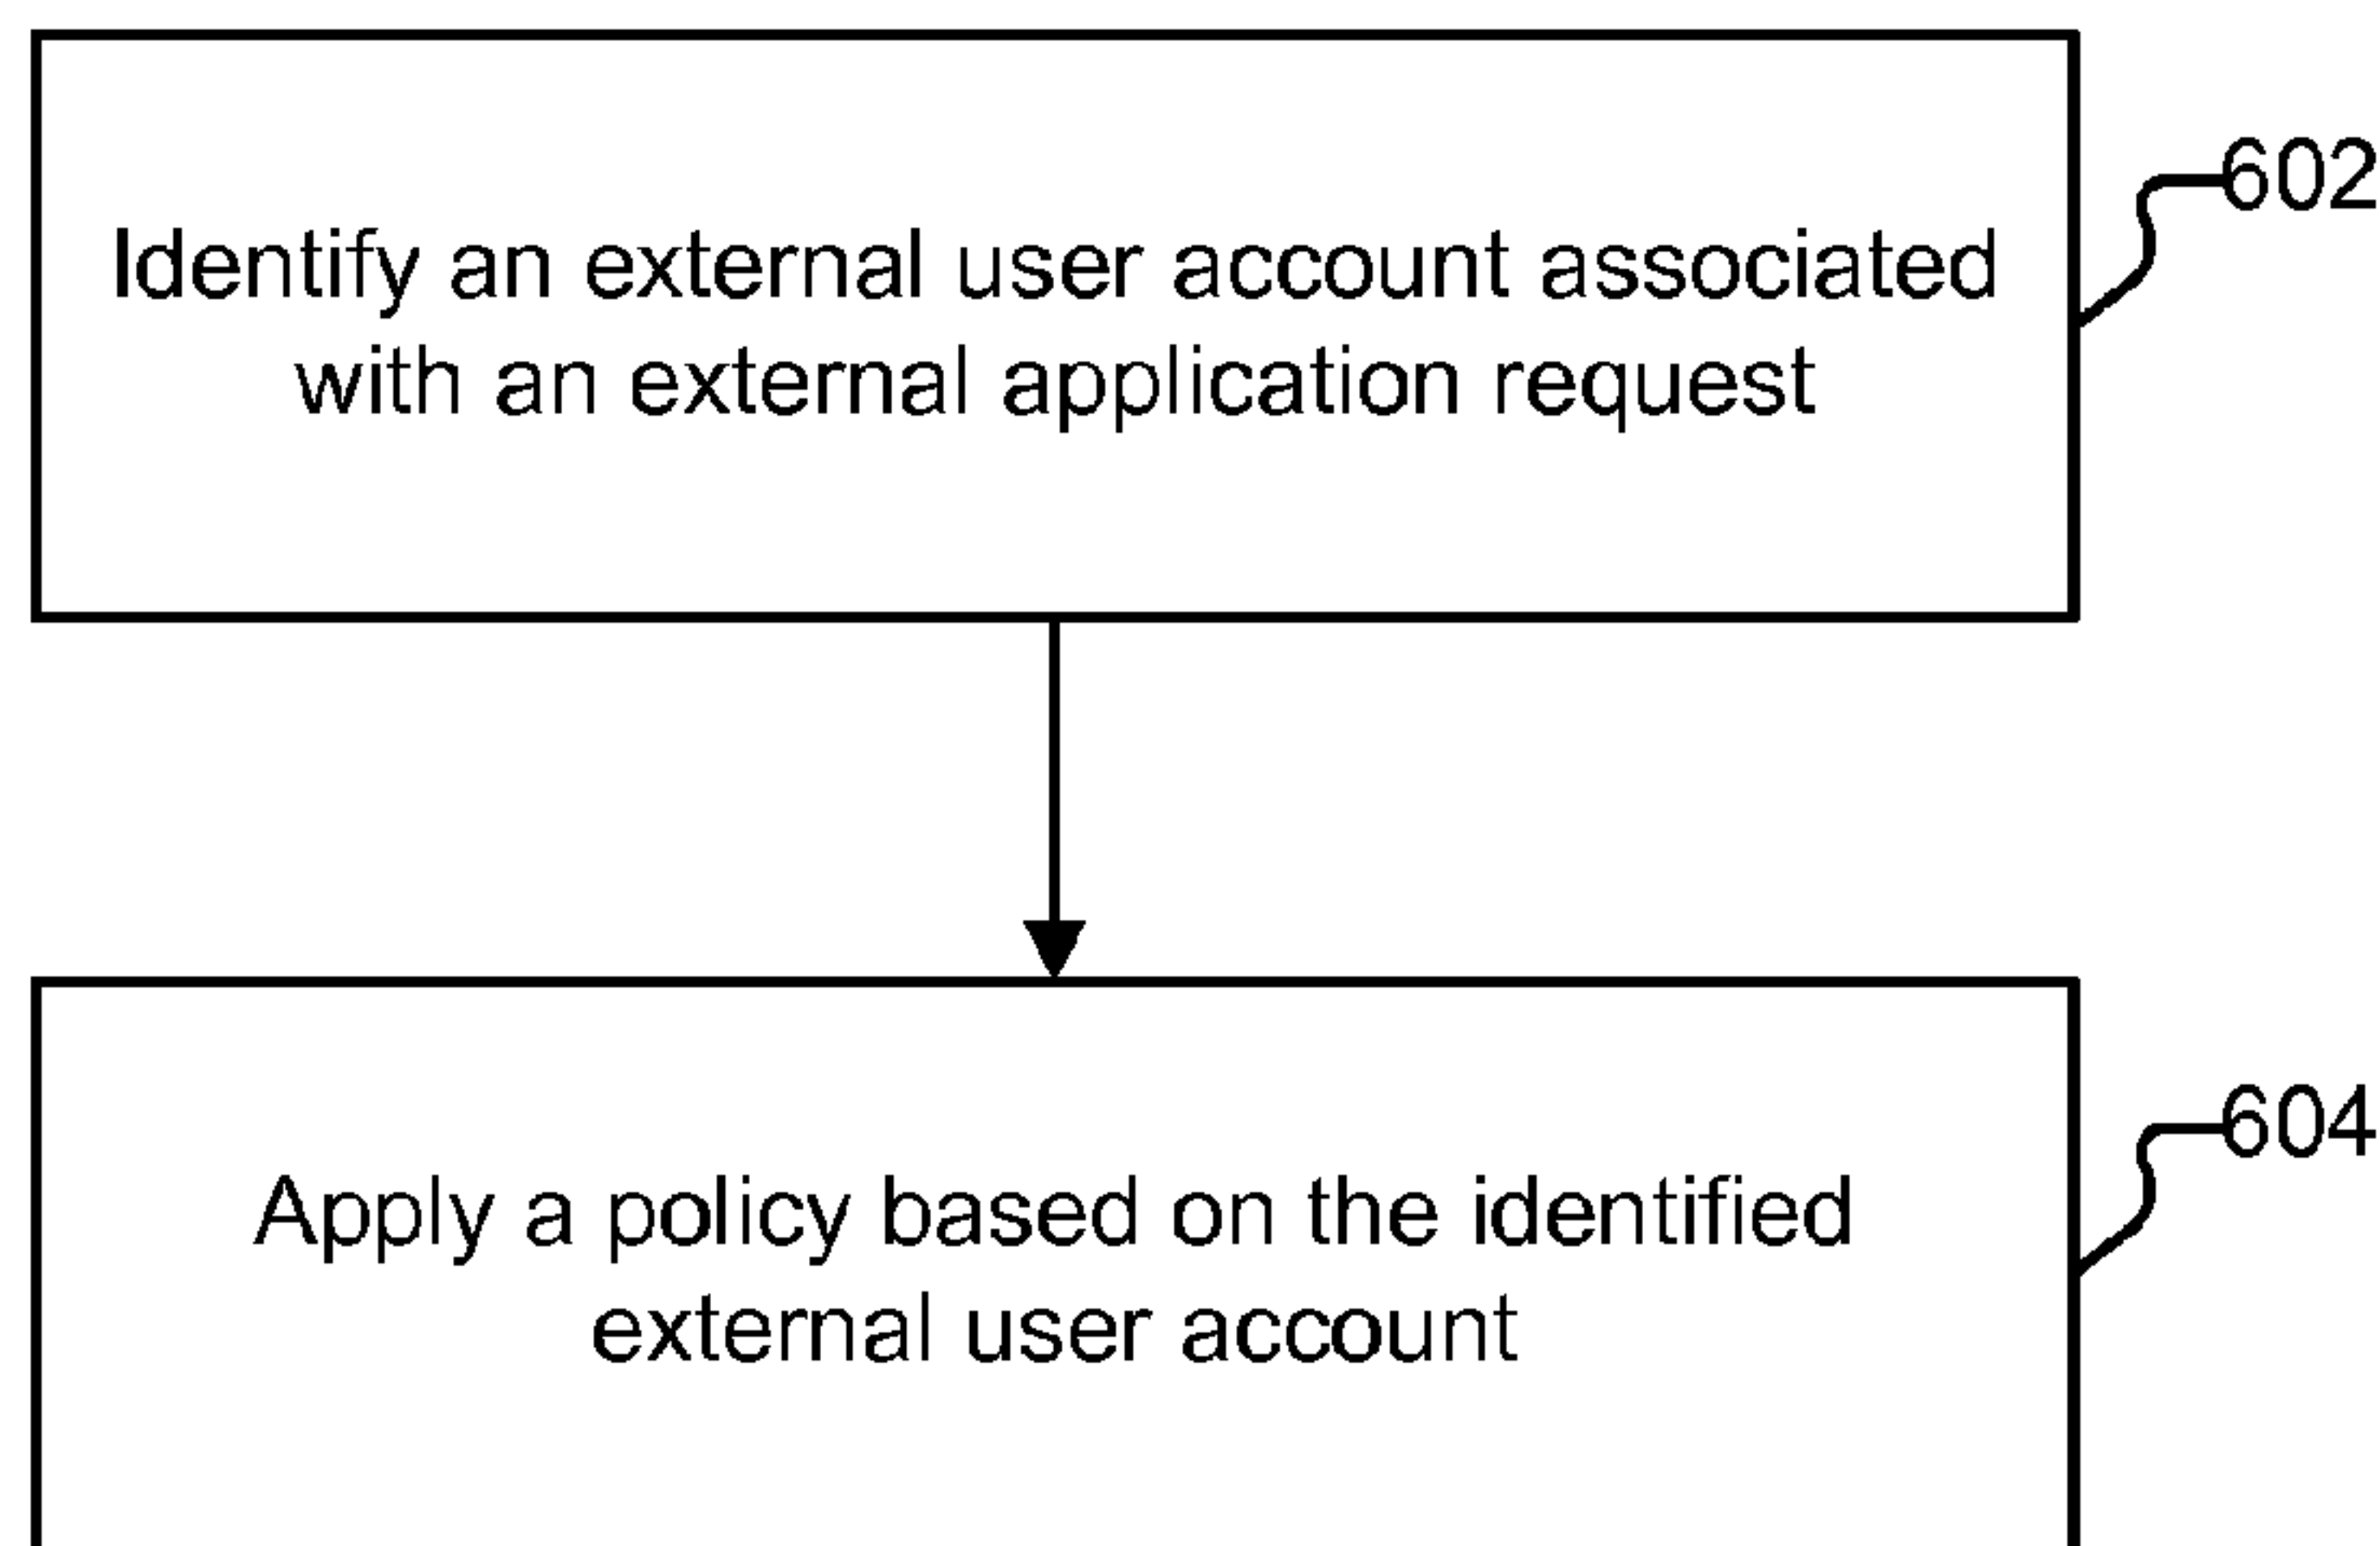 Identify an external user account associated
with an external application request
602
Apply a policy based on the identified
external user account
604